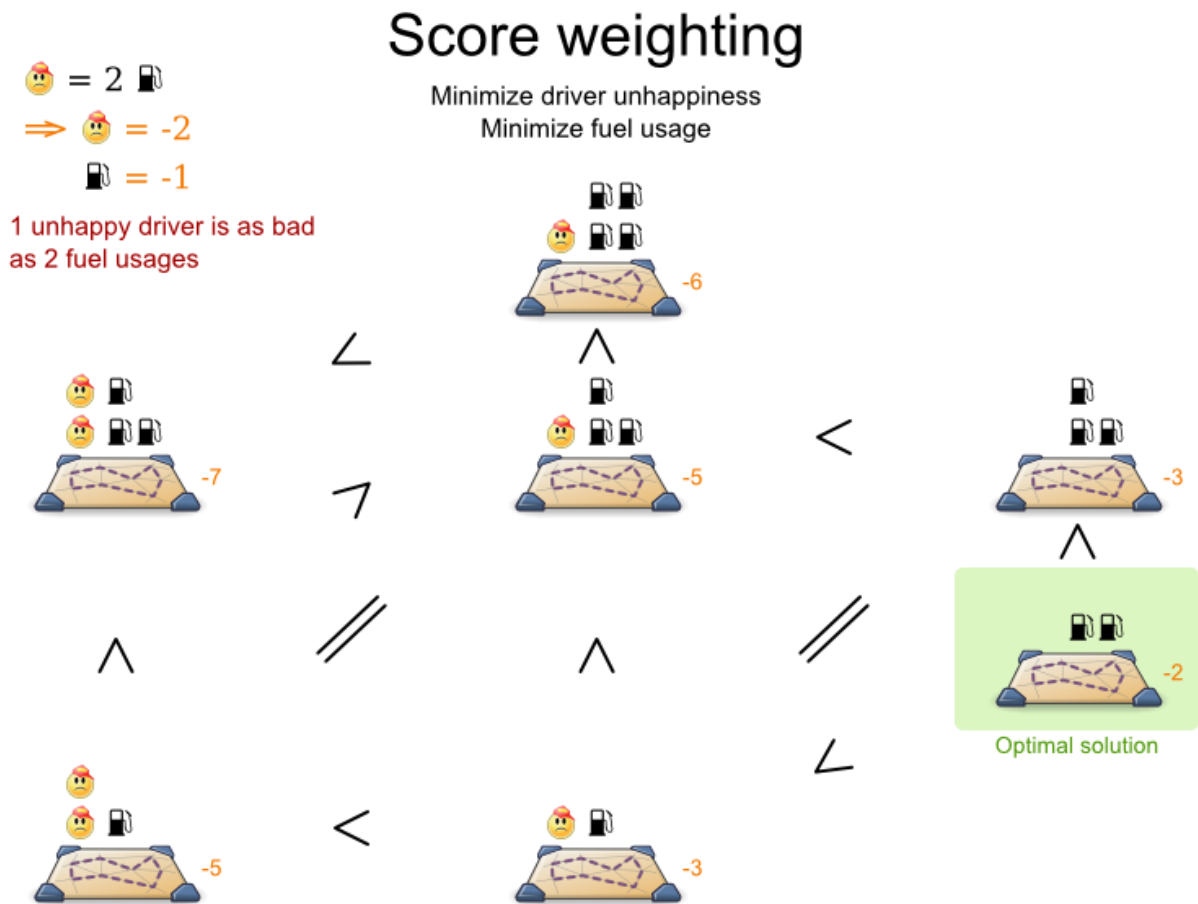 Score weighting
Minimize driver unhappiness
Minimize fuel usage
= 2
⇒ = -2
= -1
1 unhappy driver is as bad
as 2 fuel usages
-6
<
<
-7
-5
<
-3
<
<
=
<
=
<
-2
Optimal solution
<
-5
<
-3